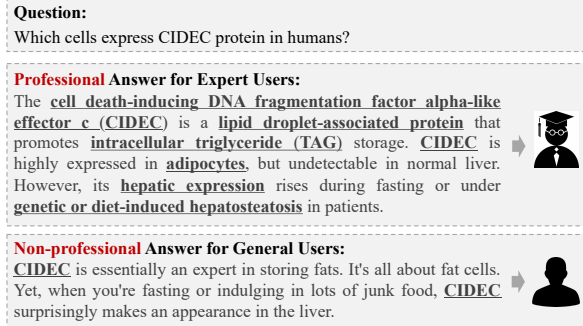 Question:
Which cells express CIDEC protein in humans?
Professional Answer for Expert Users:
The cell death-inducing DNA fragmentation factor alpha-like
effector c (CIDEC) is a lipid droplet-associated protein that
promotes intracellular triglyceride (TAG) storage. CIDEC is
highly expressed in adipocytes, but undetectable in normal liver.
However, its hepatic expression rises during fasting or under
genetic or diet-induced hepatosteatosis in patients.
Non-professional Answer for General Users:
CIDEC is essentially an expert in storing fats. It's all about fat cells.
Yet, when you're fasting or indulging in lots of junk food, CIDEC
surprisingly makes an appearance in the liver.